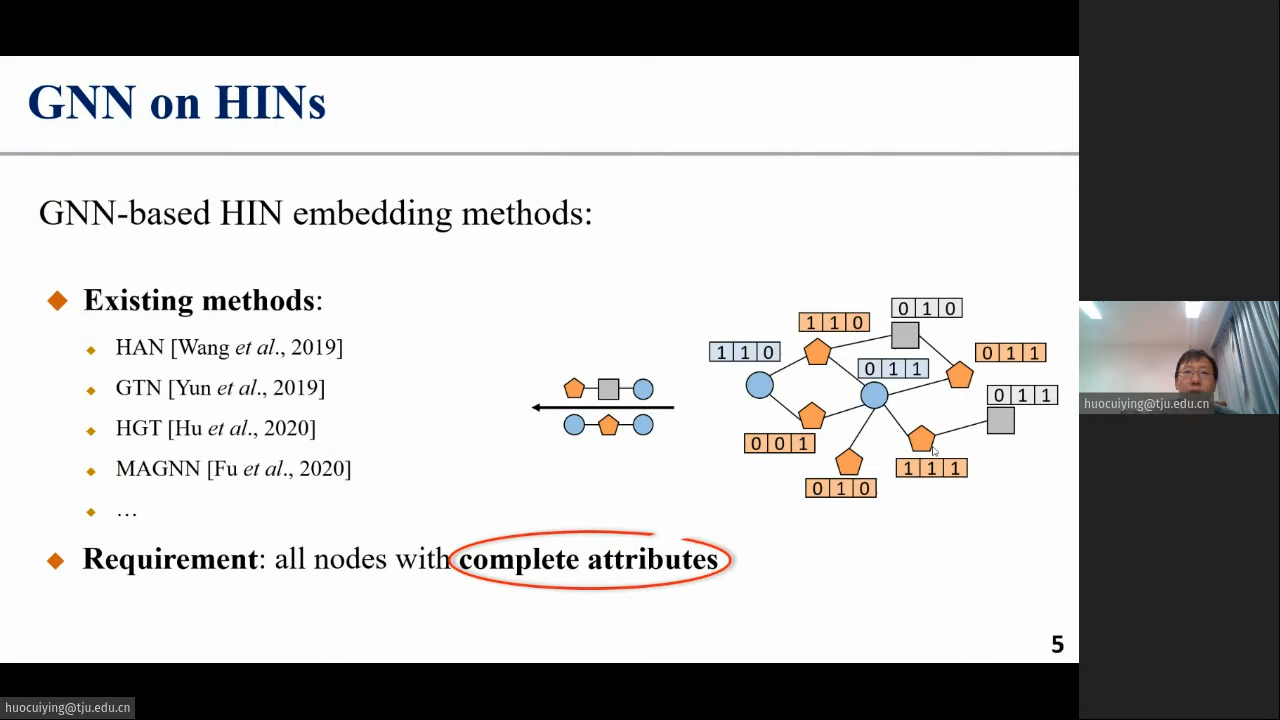 GNN on HINs
GNN-based HIN embedding methods:
Existing methods:
HAN [Wang et al., 2019]
GTN [Yun et al., 2019]
HGT [Hu et al., 2020]
MAGNN [Fu et al., 2020]
…
Requirement: all nodes with complete attributes
0 1 0
1 1 0
1 1 0
0 1 1
0 1 1
0 1 1
0 0 1
1 1 1
0 1 0
5
huocuiying@tju.edu.cn
huocuiying@tju.edu.cn